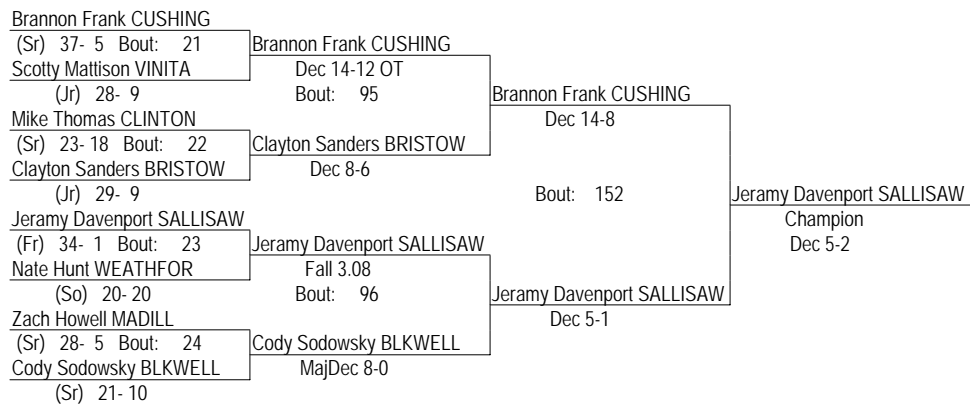 Brannon Frank CUSHING
(Sr) 37- 5 Bout: 21
Scotty Mattison VINITA
(Jr) 28- 9
Mike Thomas CLINTON
(Sr) 23- 18 Bout: 22
Clayton Sanders BRISTOW
(Jr) 29- 9
Jeramy Davenport SALLISAW
(Fr) 34- 1 Bout: 23
Nate Hunt WEATHFOR
(So) 20- 20
Zach Howell MADILL
(Sr) 28- 5 Bout: 24
Cody Sodowsky BLKWELL
(Sr) 21- 10
Brannon Frank CUSHING
Dec 14-12 OT
Bout: 95
Clayton Sanders BRISTOW
Dec 8-6
Jeramy Davenport SALLISAW
Fall 3.08
Bout: 96
Cody Sodowsky BLKWELL
MajDec 8-0
Brannon Frank CUSHING
Dec 14-8
Bout: 152
Jeramy Davenport SALLISAW
Dec 5-1
Jeramy Davenport SALLISAW
Champion
Dec 5-2